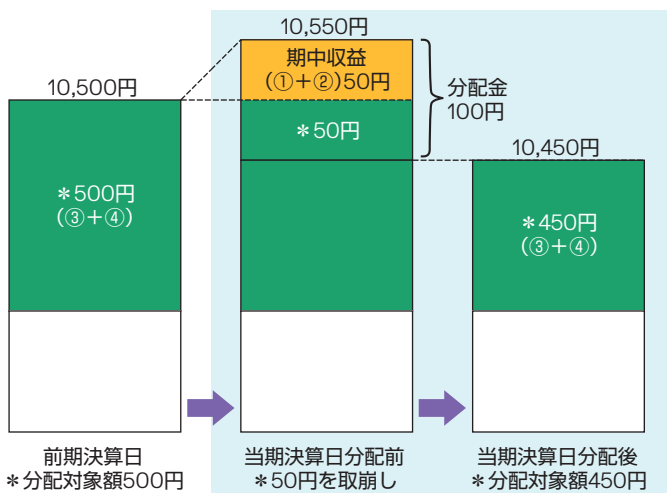 10,500円
*500円
(③+④)
前期決算日
*分配対象額500円
10,550円
期中収益
(①+②)50円
*50円
分配金
100円
当期決算日分配前
*50円を取崩し
10,450円
*450円
(③+④)
当期決算日分配後
*分配対象額450円